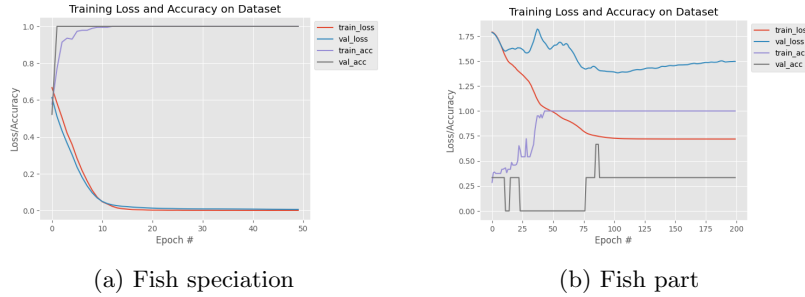 Training Loss and Accuracy on Dataset
1.0
0.8
0.6
0.4
0.2
0.0
Loss/Accuracy
0
10
20
30
40
50
Epoch #
train_loss
val_loss
train_acc
val_acc
(a) Fish speciation
Training Loss and Accuracy on Dataset
1.75
1.50
1.25
1.00
0.75
0.50
0.25
0.00
Loss/Accuracy
0
25
50
75
100
125
150
175
200
Epoch #
train_loss
val_loss
train_ac
val_acc
(b) Fish part